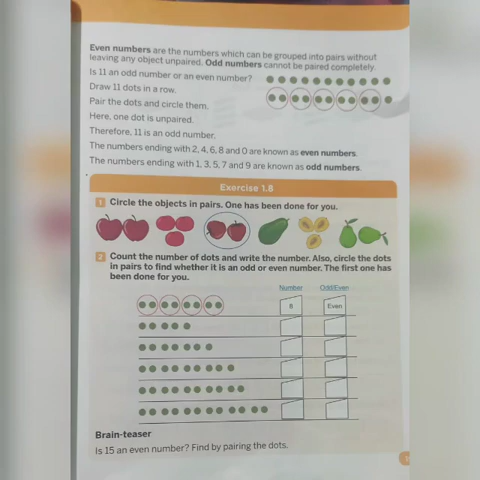 Even numbers are the numbers which can be grouped into pairs without
leaving any object unpaired. Odd numbers cannot be paired completely.
Is 11 an odd number or an even number?
Draw 11 dots in a row.
Pair the dots and circle them.
Here, one dot is unpaired.
Therefore, 11 is an odd number.
The numbers ending with 2, 4, 6, 8 and 0 are known as even numbers.
The numbers ending with 1, 3, 5, 7 and 9 are known as odd numbers.
Exercise 1.8
1 Circle the objects in pairs. One has been done for you.
2 Count the number of dots and write the number. Also, circle the dots
in pairs to find whether it is an odd or even number. The first one has
been done for you.
Number Odd/Even
8 Even
Brain-teaser
Is 15 an even number? Find by pairing the dots.